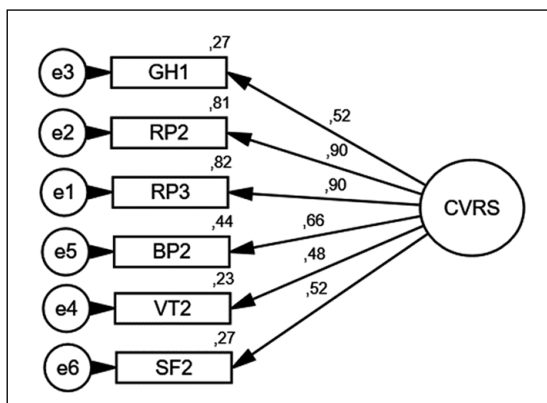 ,27
e3 GH1
,52
,81
e2 RP2
,90
,82
,90
e1 RP3
CVRS
,44
,66
e5 BP2
,48
,23
e4 VT2
,52
,27
e6 SF2